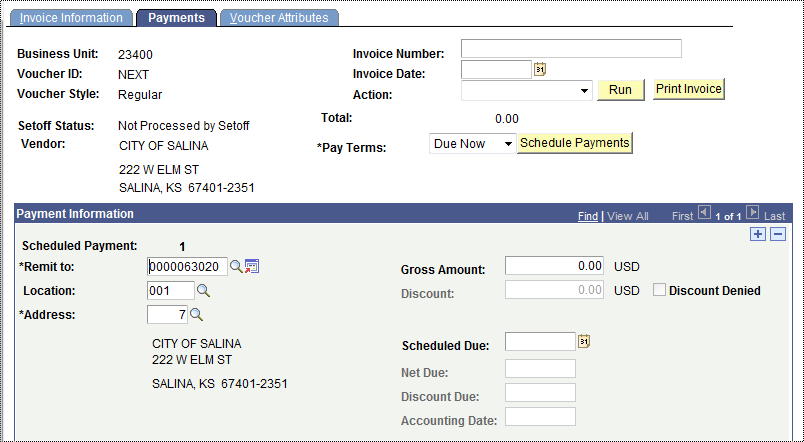 Invoice Information Payments Voucher Attributes
Business Unit: 23400 Invoice Number:
Voucher ID: NEXT Invoice Date: 31
Voucher Style: Regular Action: Run Print Invoice
Setoff Status: Not Processed by Setoff Total: 0.00
Vendor: CITY OF SALINA *Pay Terms: Due Now Schedule Payments
222 W ELM ST
SALINA, KS 67401-2351
Payment Information Find | View All First 1 of 1 Last
Scheduled Payment: 1
*Remit to: 0000063020 Gross Amount: 0.00 USD
Location: 001 Discount: 0.00 USD Discount Denied
*Address: 7
CITY OF SALINA Scheduled Due: 31
222 W ELM ST
Net Due:
SALINA, KS 67401-2351
Discount Due:
Accounting Date: